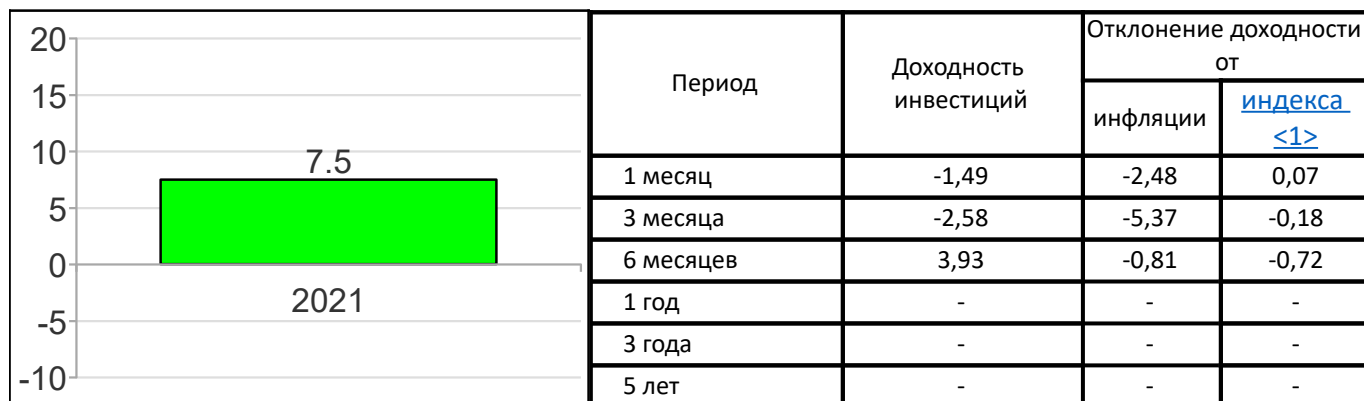 20
15
10
5
0
-5
-10
7.5
2021
Период
Доходность
инвестиций
Отклонение доходности
от
инфляции
индекса
<1>
1 месяц -1,49 -2,48 0,07
3 месяца -2,58 -5,37 -0,18
6 месяцев 3,93 -0,81 -0,72
1 год - - -
3 года - - -
5 лет - - -